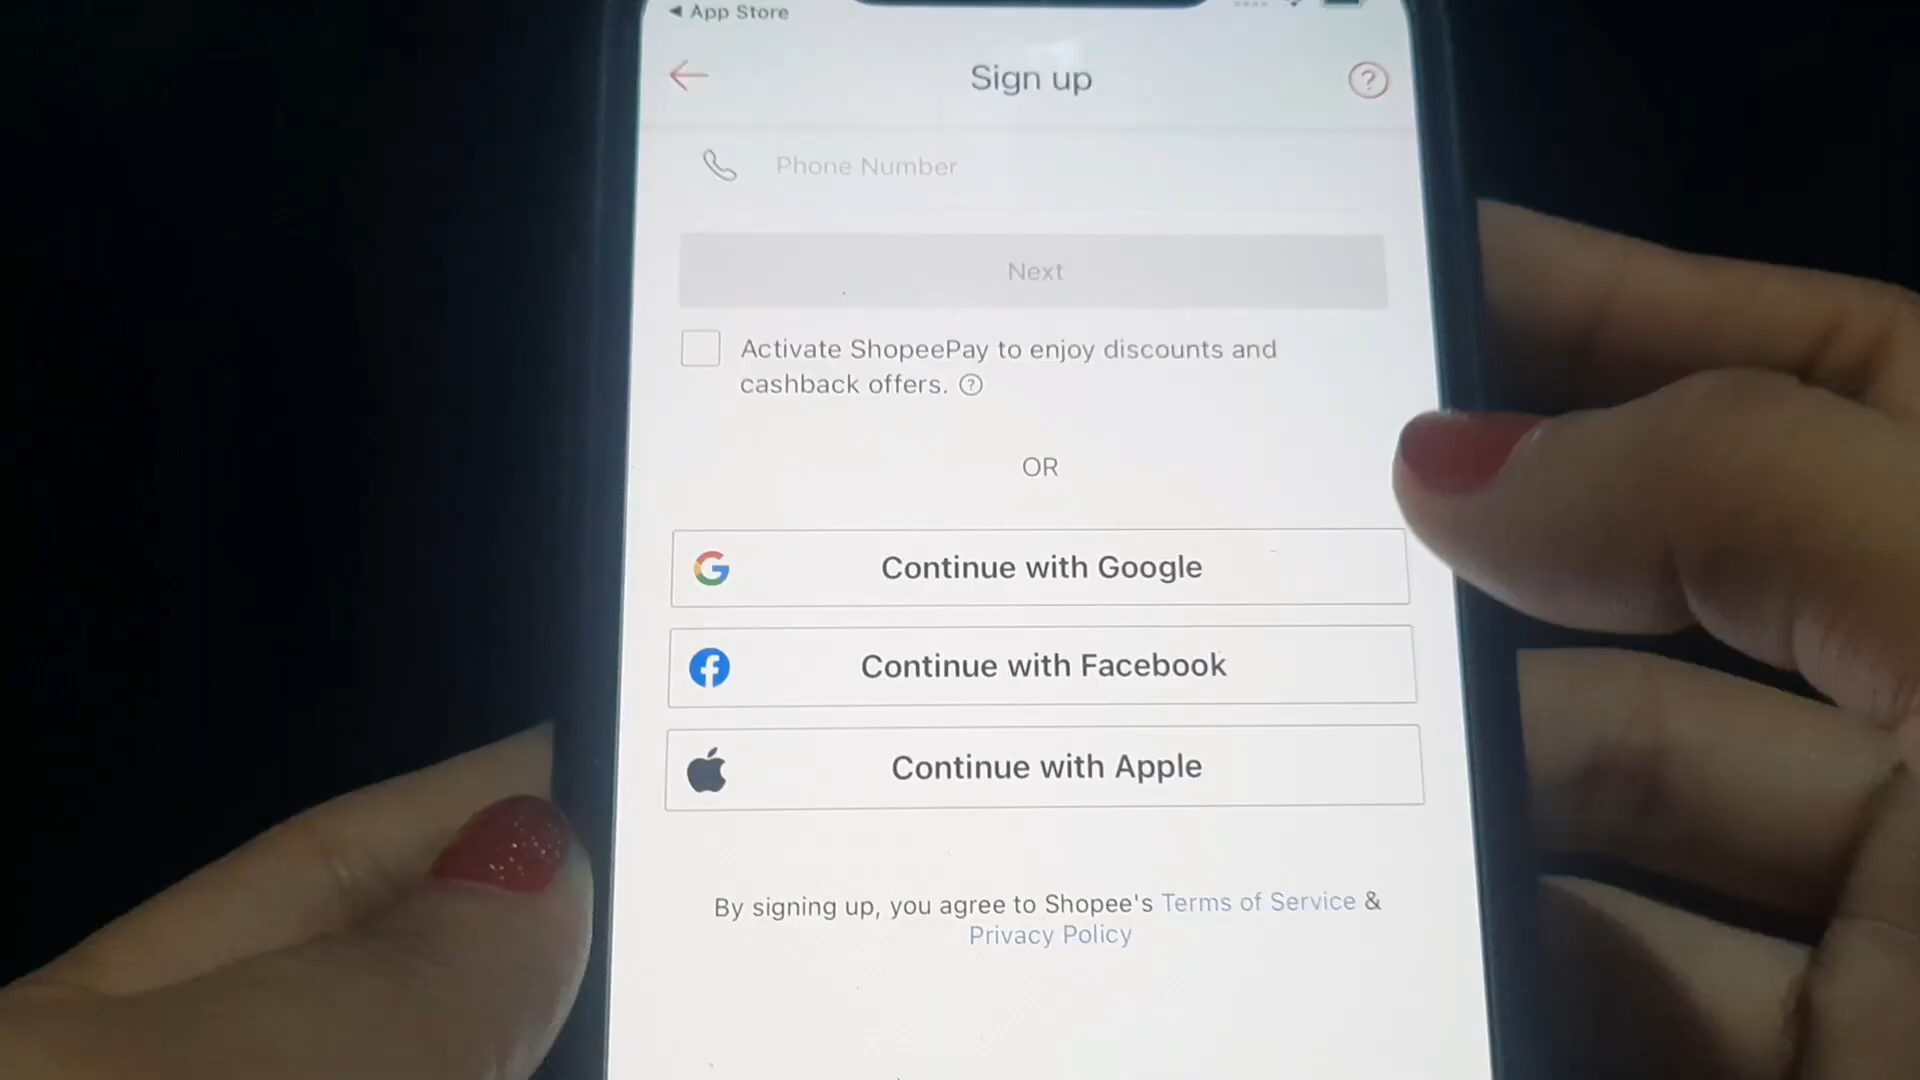 ◀ App Store
Sign up
?
Phone Number
Next
Activate ShopeePay to enjoy discounts and
cashback offers. ?
OR
Continue with Google
Continue with Facebook
Continue with Apple
By signing up, you agree to Shopee's Terms of Service &
Privacy Policy